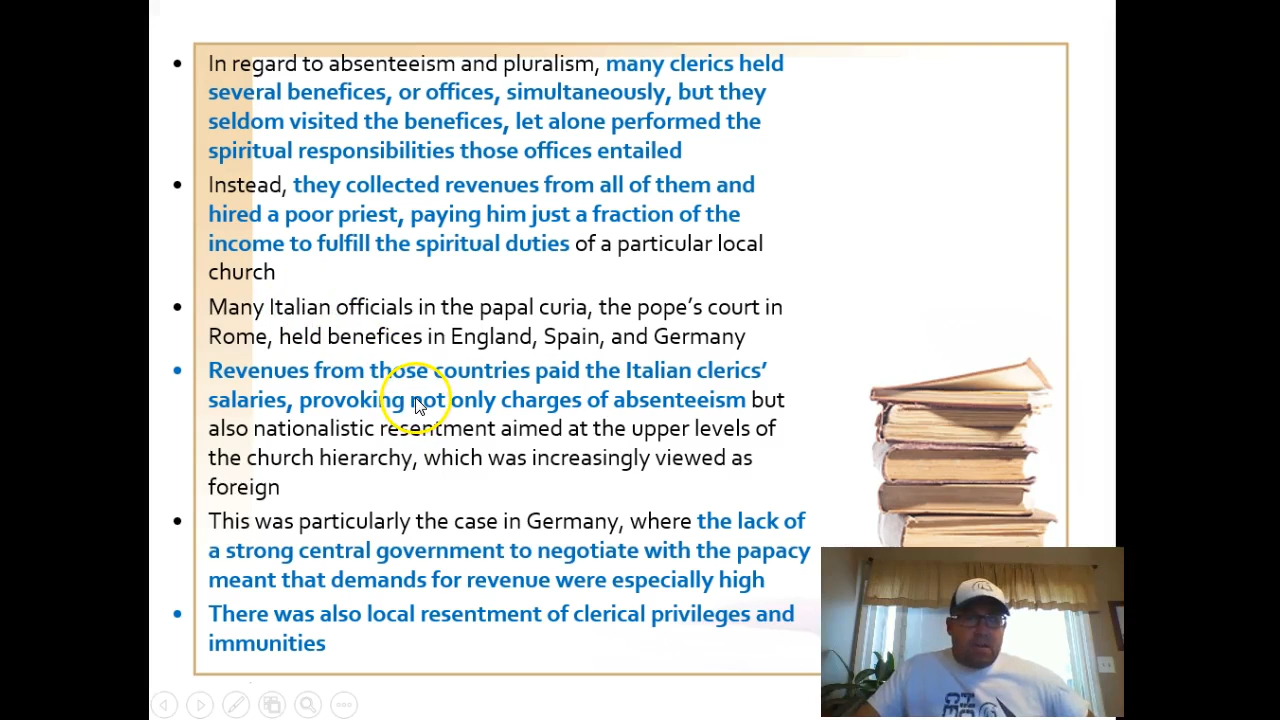 In regard to absenteeism and pluralism, many clerics held
several benefices, or offices, simultaneously, but they
seldom visited the benefices, let alone performed the
spiritual responsibilities those offices entailed
Instead, they collected revenues from all of them and
hired a poor priest, paying him just a fraction of the
income to fulfill the spiritual duties of a particular local
church
Many Italian officials in the papal curia, the pope's court in
Rome, held benefices in England, Spain, and Germany
Revenues from those countries paid the Italian clerics'
salaries, provoking not only charges of absenteeism but
also nationalistic resentment aimed at the upper levels of
the church hierarchy, which was increasingly viewed as
foreign
This was particularly the case in Germany, where the lack of
a strong central government to negotiate with the papacy
meant that demands for revenue were especially high
There was also local resentment of clerical privileges and
immunities